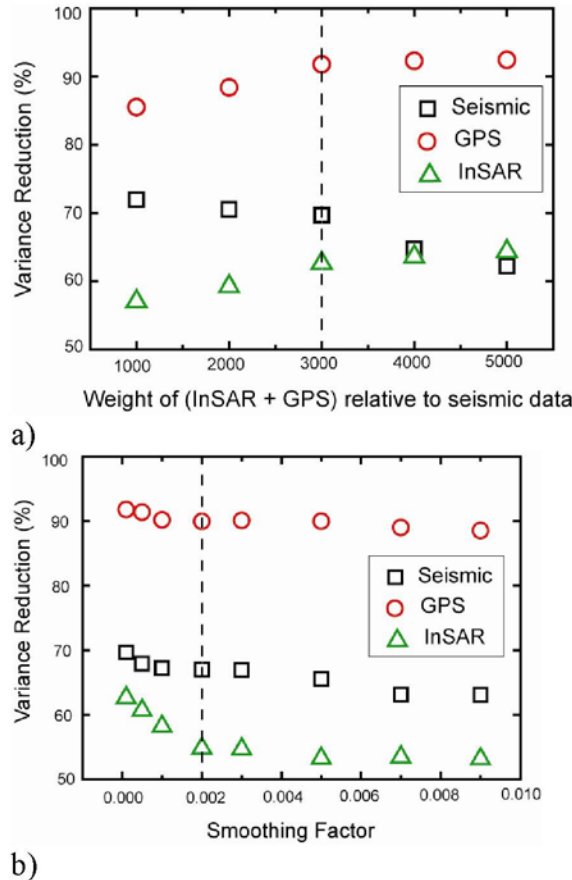 100
90
80
70
60
50
Variance Reduction (%)
Seismic
GPS
InSAR
1000 2000 3000 4000 5000
Weight of (InSAR + GPS) relative to seismic data
a)
100
90
80
70
60
50
Variance Reduction (%)
Seismic
GPS
InSAR
0.000 0.002 0.004 0.006 0.008 0.010
Smoothing Factor
b)